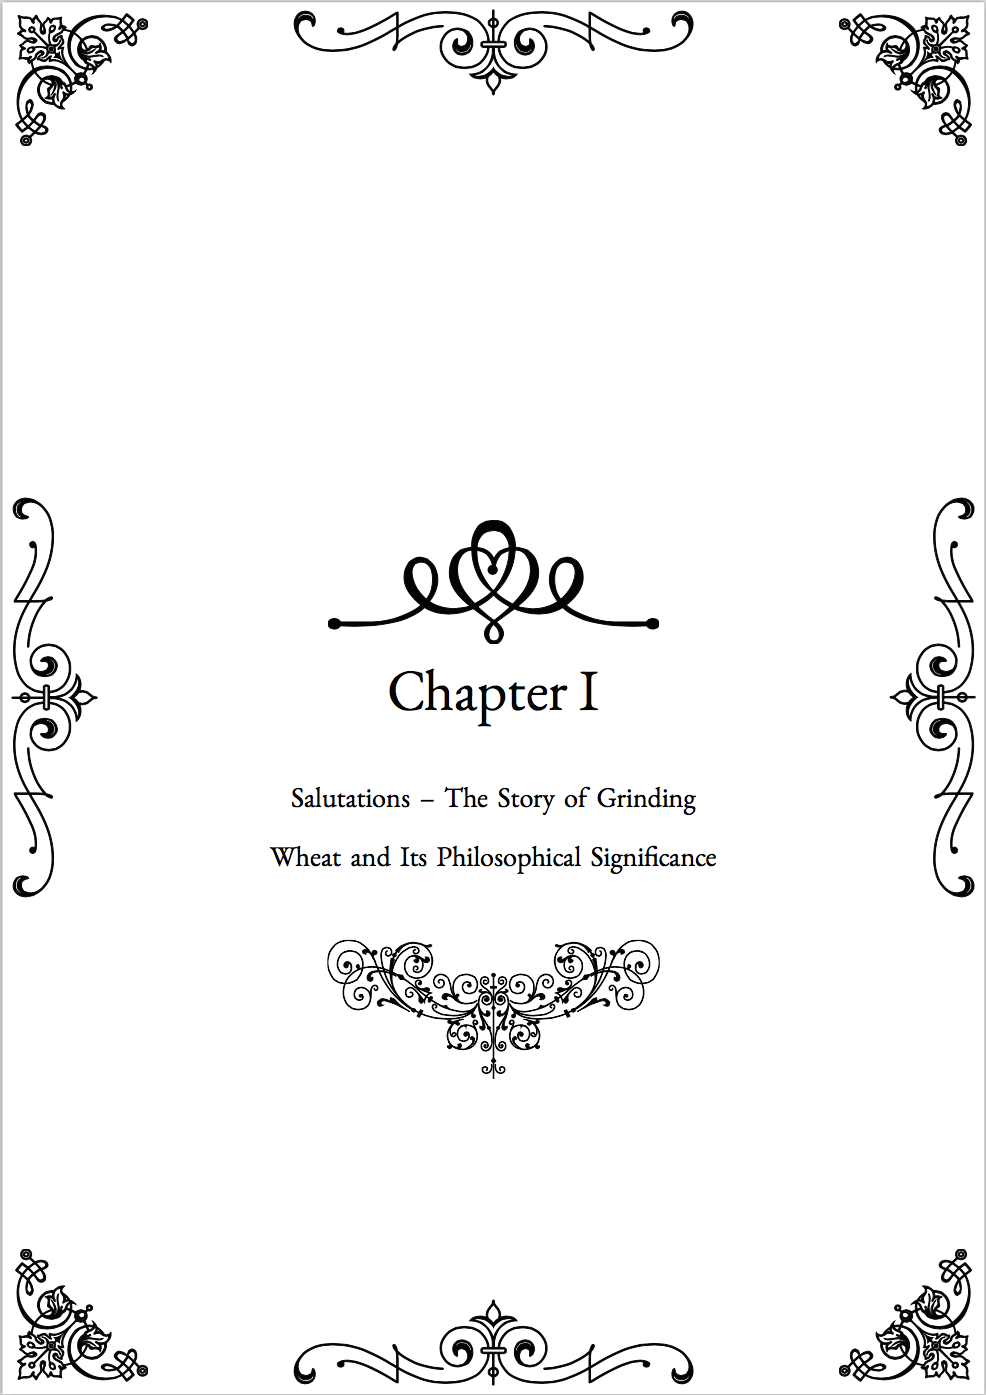 Chapter I
Salutations – The Story of Grinding
Wheat and Its Philosophical Significance